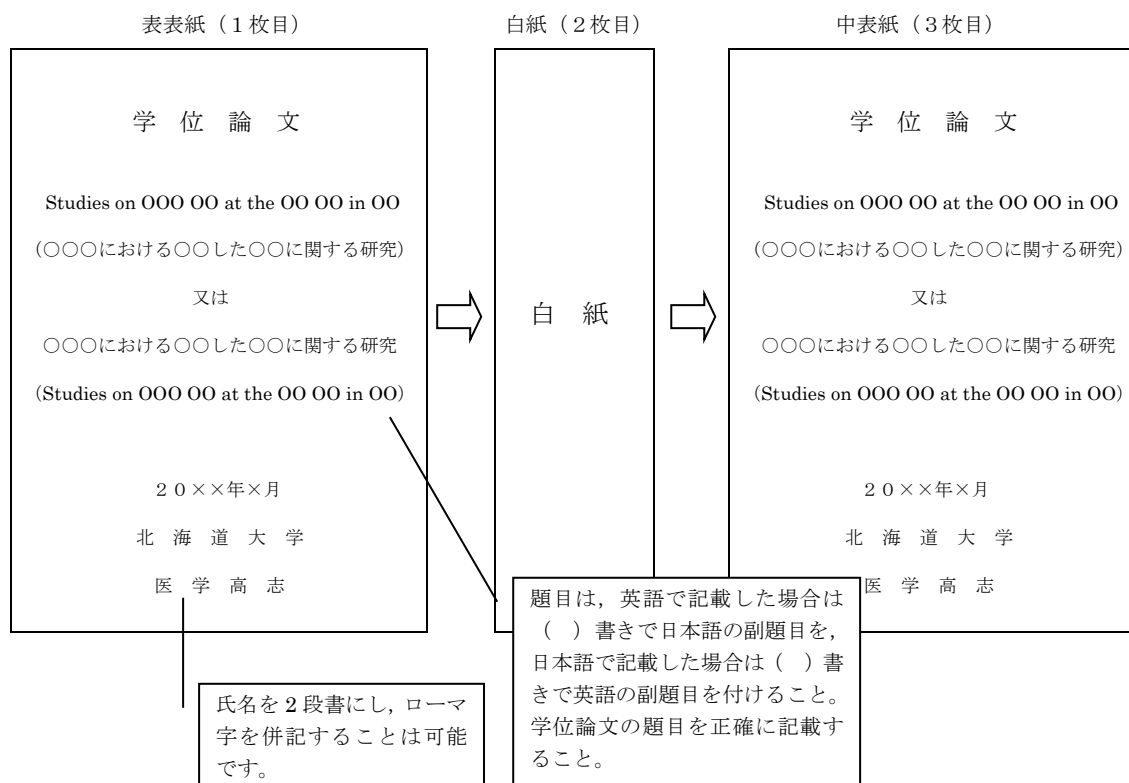 表表紙（１枚目）
学 位 論 文
Studies on OOO OO at the OO OO in OO
(○○○における○○した○○に関する研究)
又は
○○○における○○した○○に関する研究
(Studies on OOO OO at the OO OO in OO)
２０××年×月
北 海 道 大 学
医 学 高 志
氏名を２段書にし，ローマ
字を併記することは可能
です。
白紙（２枚目）
白 紙
題目は，英語で記載した場合は
（ ）書きで日本語の副題目を，
日本語で記載した場合は（ ）書
きで英語の副題目を付けること。
学位論文の題目を正確に記載す
ること。
中表紙（３枚目）
学 位 論 文
Studies on OOO OO at the OO OO in OO
(○○○における○○した○○に関する研究)
又は
○○○における○○した○○に関する研究
(Studies on OOO OO at the OO OO in OO)
２０××年×月
北 海 道 大 学
医 学 高 志